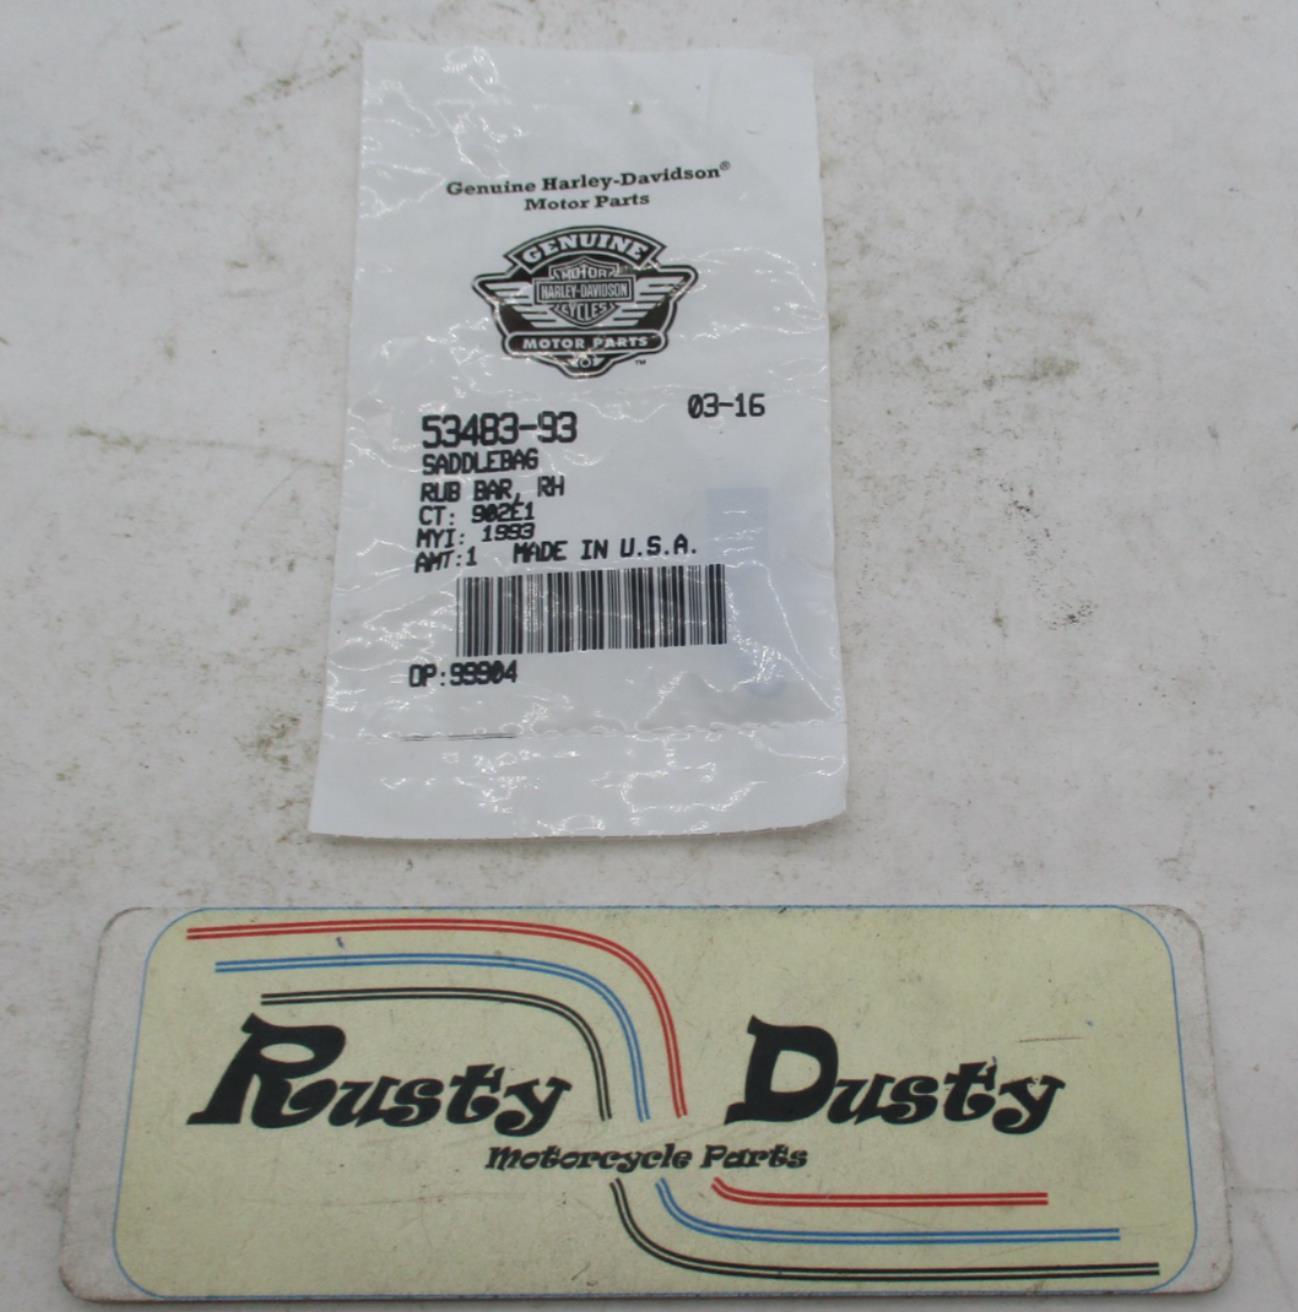 Genuine Harley-Davidson®
Motor Parts
GENUINE
MOTOR
HARLEY-DAVIDSON
CYCLES
MOTOR PARTS
™
03-16
53483-93
SADDLEBAG
RUB BAR, RH
CT: 902E1
MYI: 1993
AMT:1 MADE IN U.S.A.
OP:99904
Rusty Dusty
Motorcycle Parts